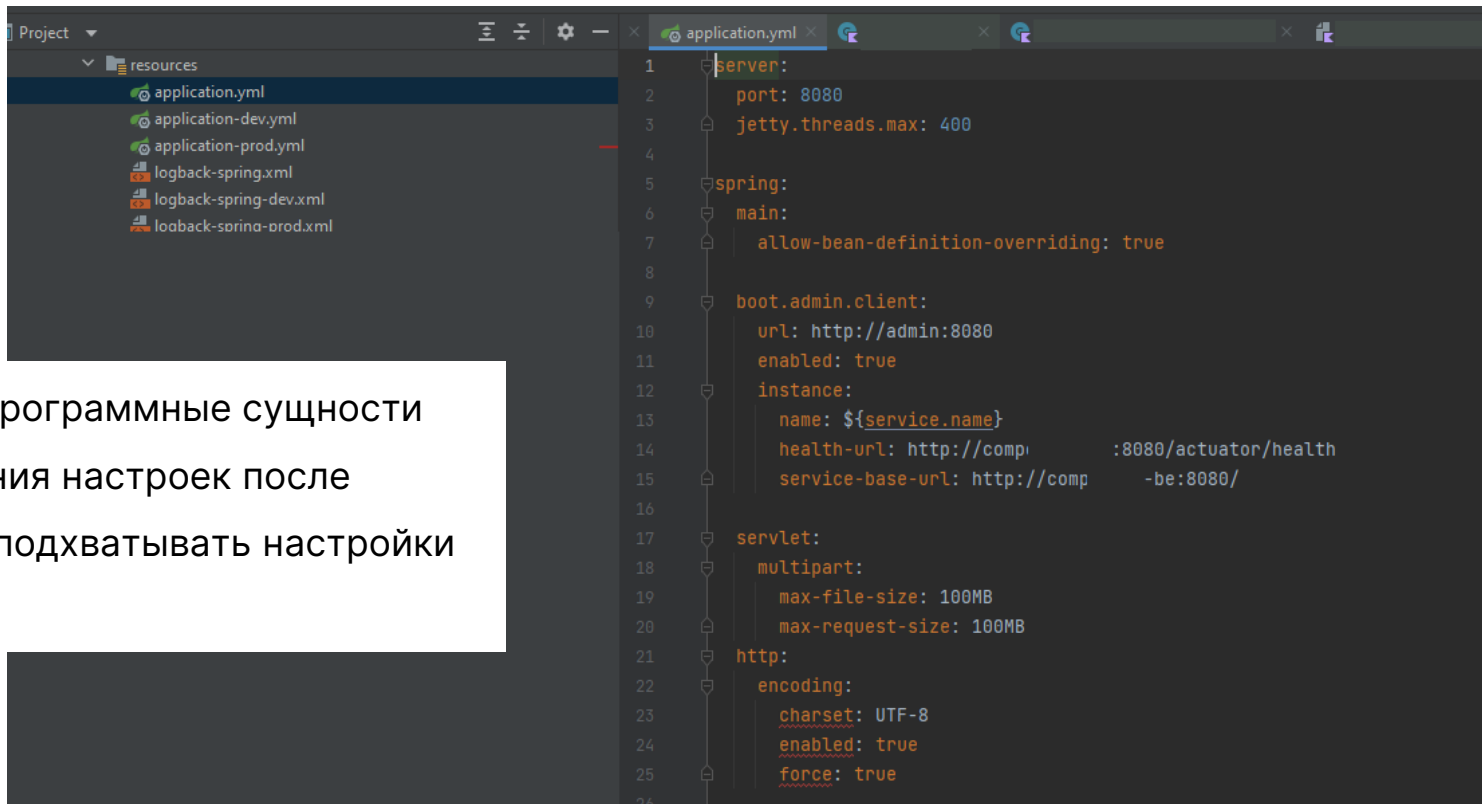 Project
resources
application.yml
application-dev.yml
application-prod.yml
logback-spring.xml
logback-spring-dev.xml
logback-spring-prod.xml
программные сущности
ния настроек после
подхватывать настройки
application.yml
1 server:
2 port: 8080
3 jetty.threads.max: 400
4
5 spring:
6 main:
7 allow-bean-definition-overriding: true
8
9 boot.admin.client:
10 url: http://admin:8080
11 enabled: true
12 instance:
13 name: ${service.name}
14 health-url: http://comp :8080/actuator/health
15 service-base-url: http://comp -be:8080/
16
17 servlet:
18 multipart:
19 max-file-size: 100MB
20 max-request-size: 100MB
21 http:
22 encoding:
23 charset: UTF-8
24 enabled: true
25 force: true
26